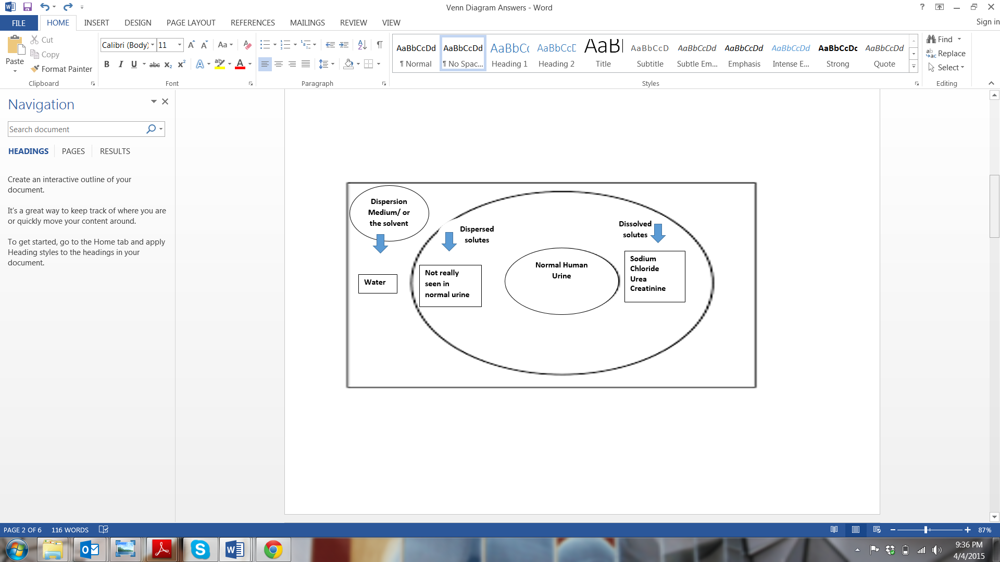 Venn Diagram Answers - Word
?
Sign in
FILE
HOME
INSERT
DESIGN
PAGE LAYOUT
REFERENCES
MAILINGS
REVIEW
VIEW
Paste
Cut
Copy
Format Painter
Clipboard
Calibri (Body)
11
Aa
B I U abc x₂ x²
A
Font
Paragraph
AaBbCcDd
¶ Normal
AaBbCcDd
¶ No Spac...
AaBbCc
Heading 1
AaBbCcD
Heading 2
AaBl
Title
AaBbCcD
Subtitle
AaBbCcDd
Subtle Em...
AaBbCcDd
Emphasis
AaBbCcDd
Intense E...
AaBbCcDc
Strong
AaBbCcDd
Quote
Styles
Find
Replace
Select
Editing
Navigation
Search document
HEADINGS
PAGES
RESULTS
Create an interactive outline of your
document.
It's a great way to keep track of where you are
or quickly move your content around.
To get started, go to the Home tab and apply
Heading styles to the headings in your
document.
Dispersion
Medium/ or
the solvent
Water
Dispersed
solutes
Not really
seen in
normal urine
Normal Human
Urine
Dissolved
solutes
Sodium
Chloride
Urea
Creatinine
PAGE 2 OF 6
116 WORDS
87%
9:36 PM
4/4/2015